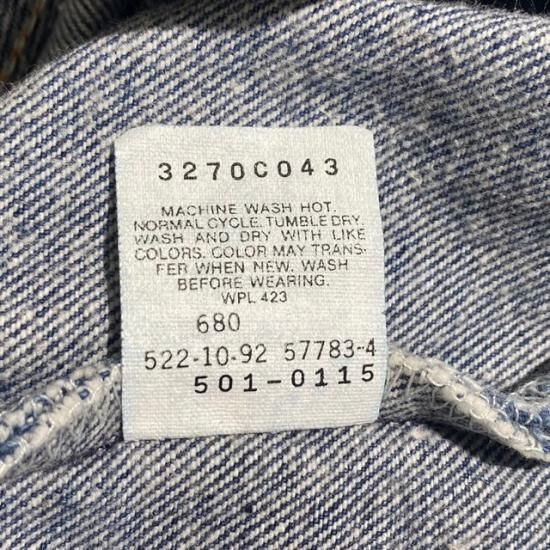 3270C043
MACHINE WASH HOT.
NORMAL CYCLE. TUMBLE DRY.
WASH AND DRY WITH LIKE
COLORS. COLOR MAY TRANS-
FER WHEN NEW. WASH
BEFORE WEARING.
WPL 423
680
522-10-92 57783-4
501-0115